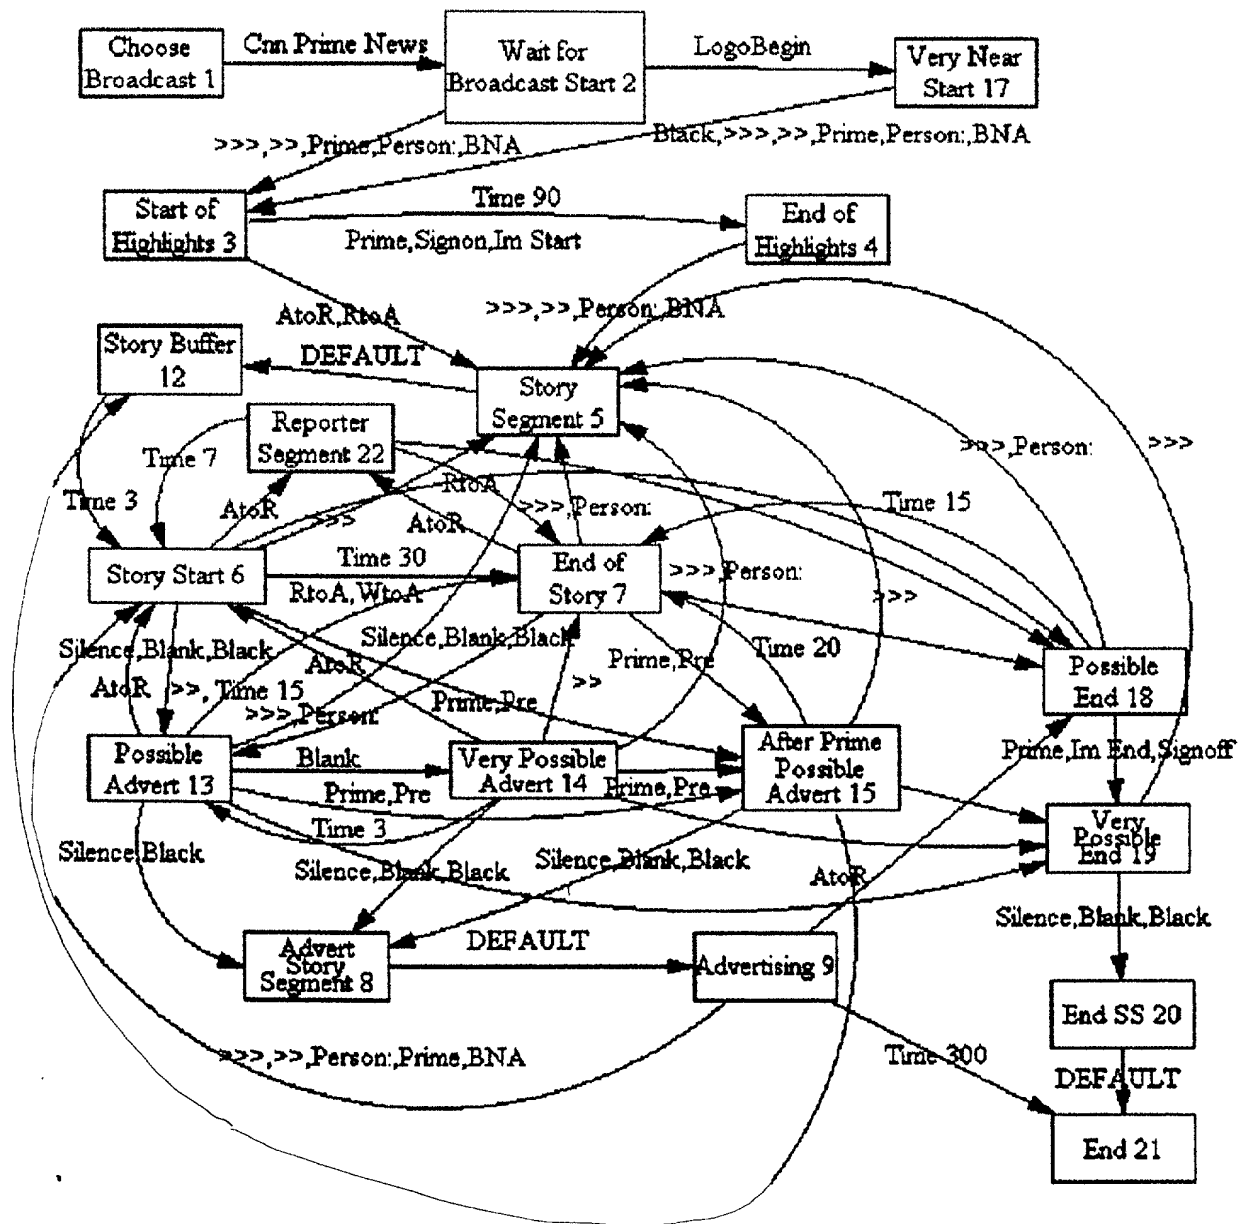 Choose
Broadcast 1
Cnn Prime News
Wait for
Broadcast Start 2
LogoBegin
Very Near
Start 17
>>>,>>,Prime,Person:,BNA
Black,>>>,>>,Prime,Person:,BNA
Start of
Highlights 3
Time 90
Prime,Signon,Im Start
End of
Highlights 4
AtoR,RtoA
>>>,>>,Person:,BNA
Story Buffer
12
DEFAULT
Story
Segment 5
Reporter
Segment 22
>>>,Person:
>>>
Time 7
Time 3
AtoR
RtoA
>>>
AtoR
>>>,Person:
Time 15
Story Start 6
Time 30
RtoA,WtoA
End of
Story 7
>>>,Person:
>>>
Silence,Blank,Black
AtoR
>>, Time 15
Silence,Blank,Black
AtoR
Prime,Pre
Time 20
>>
Prime,Pre
>>>,Person:
Possible
End 18
Possible
Advert 13
Blank
Very Possible
Advert 14
After Prime
Possible
Advert 15
Prime,Im End,Signoff
Prime,Pre
Prime,Pre
Time 3
Very
Possible
End 19
Silence,Black
Silence,Blank,Black
Silence,Blank,Black
AtoR
Silence,Blank,Black
Advert
Story
Segment 8
DEFAULT
Advertising 9
End SS 20
>>>,>>,Person:,Prime,BNA
Time 300
DEFAULT
End 21